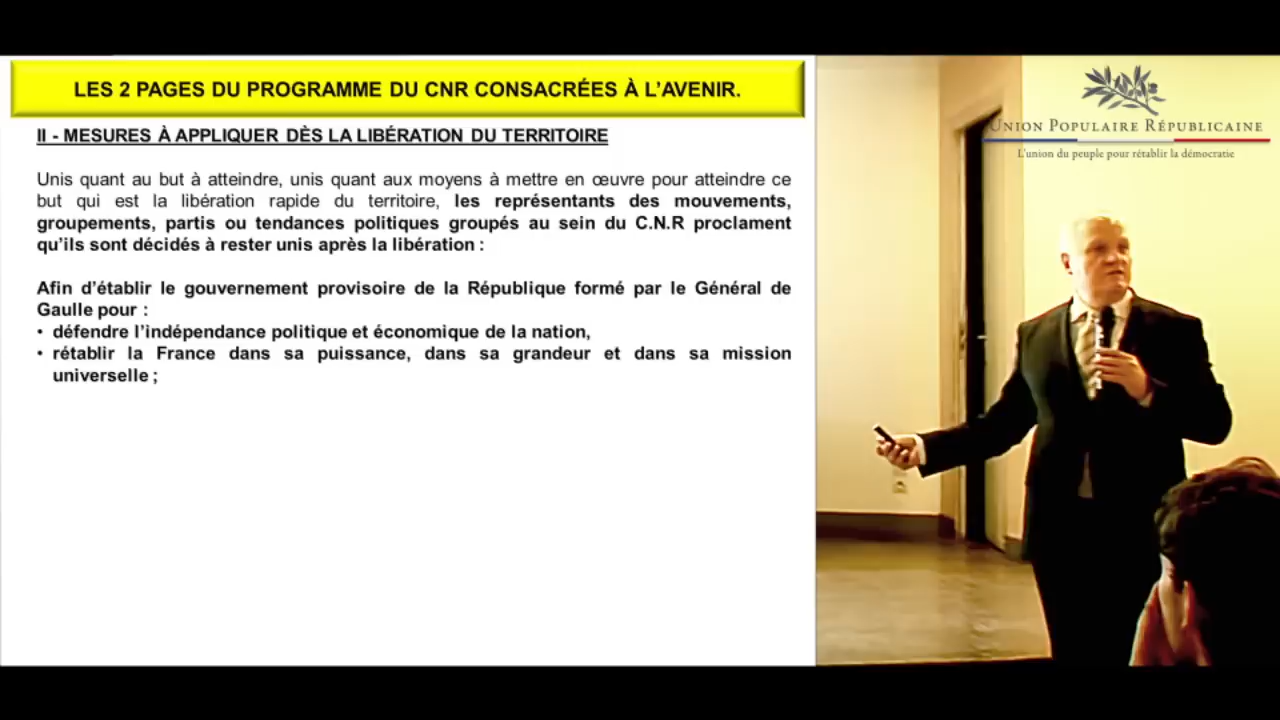 LES 2 PAGES DU PROGRAMME DU CNR CONSACRÉES À L’AVENIR.
II - MESURES À APPLIQUER DÈS LA LIBÉRATION DU TERRITOIRE
Unis quant au but à atteindre, unis quant aux moyens à mettre en œuvre pour atteindre ce
but qui est la libération rapide du territoire, les représentants des mouvements,
groupements, partis ou tendances politiques groupés au sein du C.N.R proclament
qu’ils sont décidés à rester unis après la libération :
Afin d’établir le gouvernement provisoire de la République formé par le Général de
Gaulle pour :
• défendre l’indépendance politique et économique de la nation,
• rétablir la France dans sa puissance, dans sa grandeur et dans sa mission
universelle ;
UNION POPULAIRE RÉPUBLICAINE
L'union du peuple pour rétablir la démocratie